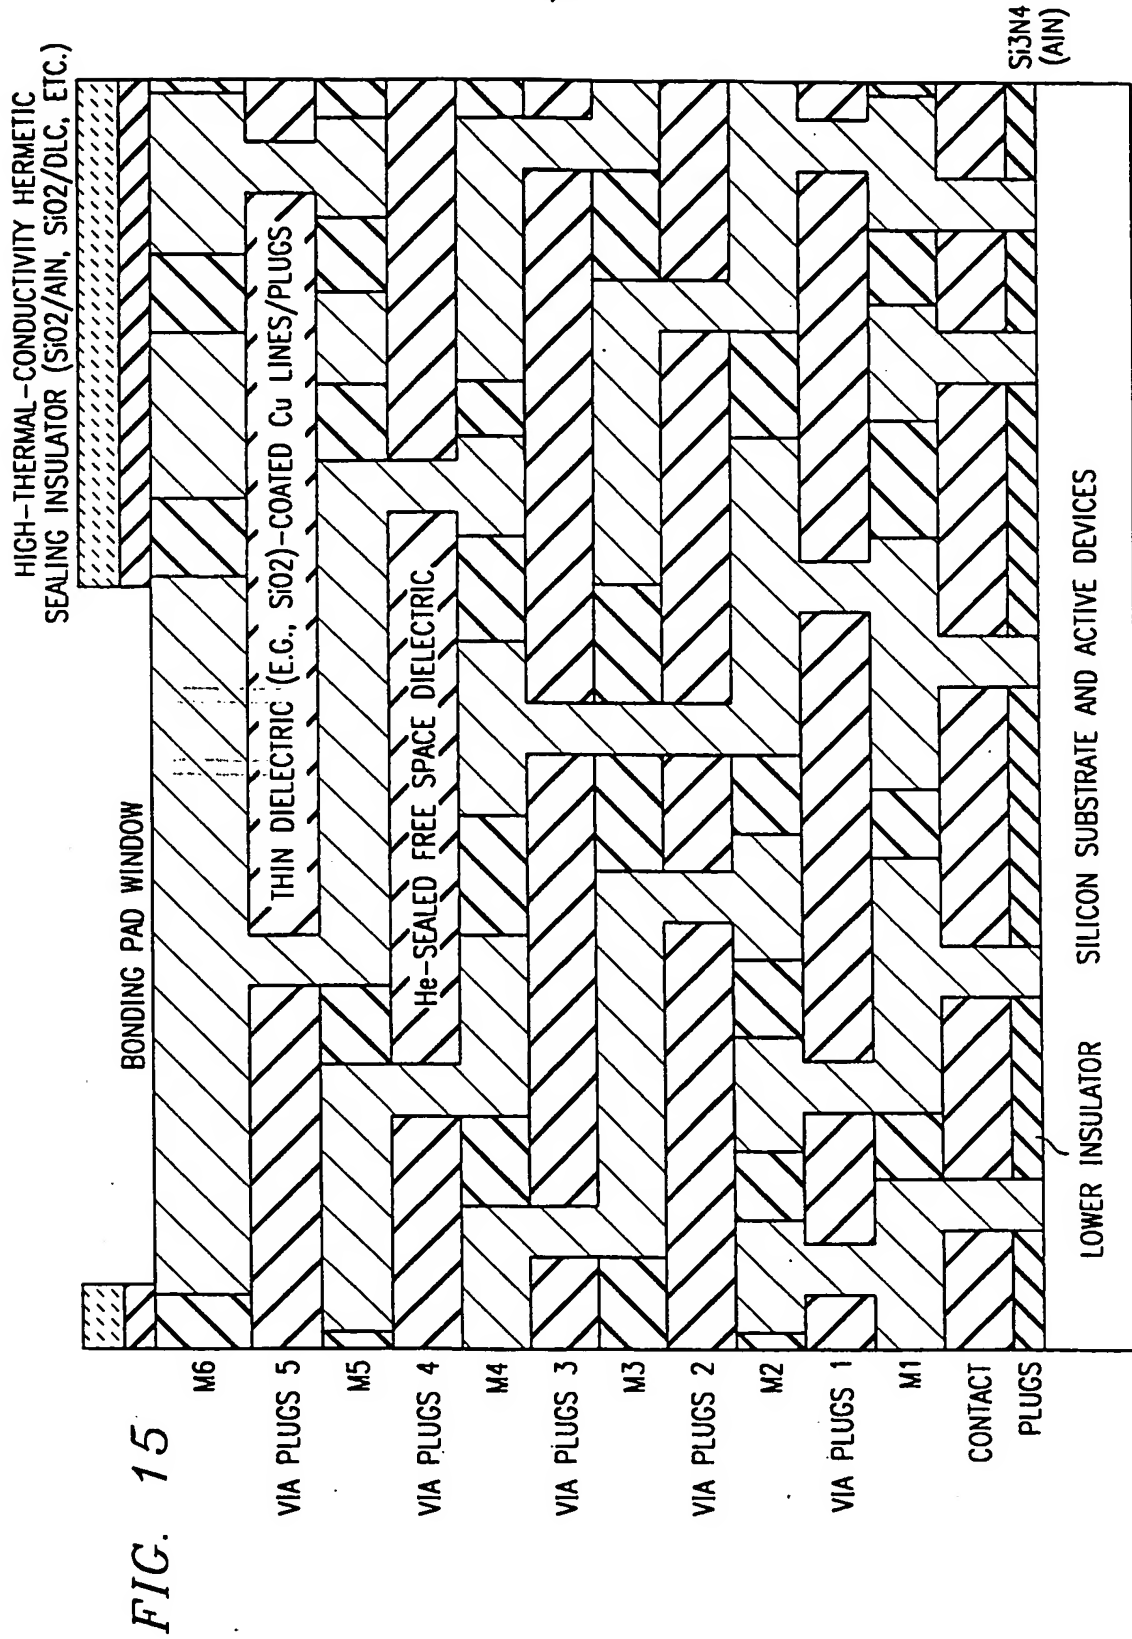 FIG. 15
HIGH-THERMAL-CONDUCTIVITY HERMETIC
SEALING INSULATOR (SiO2/AlN, SiO2/DLC, ETC.)
BONDING PAD WINDOW
M6
VIA PLUGS 5
THIN DIELECTRIC (E.G., SiO2)-COATED Cu LINES/PLUGS
M5
VIA PLUGS 4
He-SEALED FREE SPACE DIELECTRIC
M4
VIA PLUGS 3
M3
VIA PLUGS 2
M2
VIA PLUGS 1
M1
CONTACT
PLUGS
Si3N4
(AlN)
LOWER INSULATOR
SILICON SUBSTRATE AND ACTIVE DEVICES